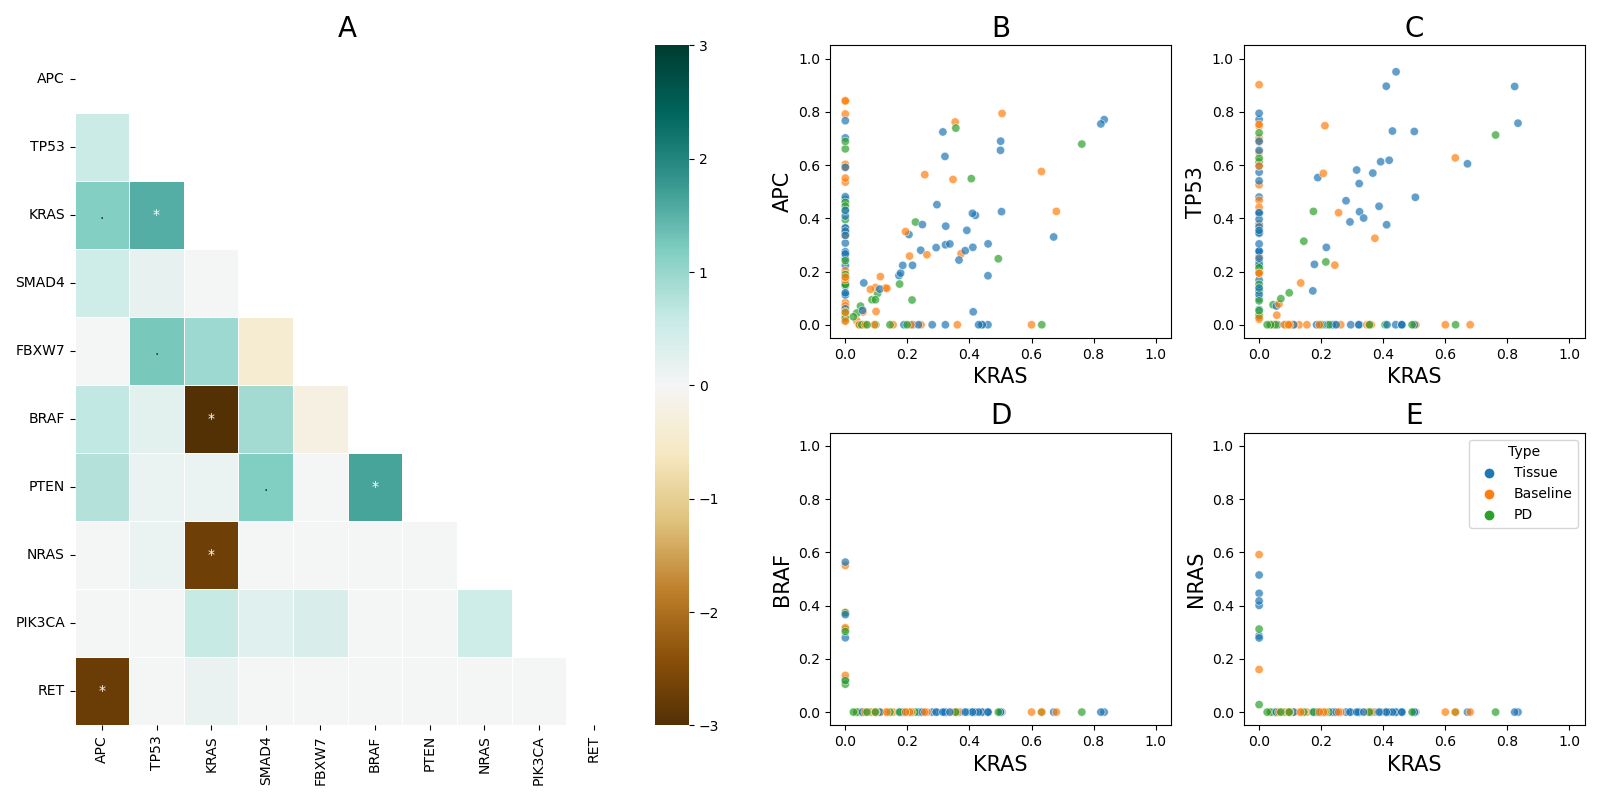 A
APC
TP53
KRAS
SMAD4
FBXW7
BRAF
PTEN
NRAS
PIK3CA
RET
. *
.
*
. *
*
*
APC TP53 KRAS SMAD4 FBXW7 BRAF PTEN NRAS PIK3CA RET
3
2
1
0
−1
−2
−3
B
APC
1.0
0.8
0.6
0.4
0.2
0.0
0.0 0.2 0.4 0.6 0.8 1.0
KRAS
C
TP53
1.0
0.8
0.6
0.4
0.2
0.0
0.0 0.2 0.4 0.6 0.8 1.0
KRAS
D
BRAF
1.0
0.8
0.6
0.4
0.2
0.0
0.0 0.2 0.4 0.6 0.8 1.0
KRAS
E
NRAS
1.0
0.8
0.6
0.4
0.2
0.0
0.0 0.2 0.4 0.6 0.8 1.0
KRAS
Type
Tissue
Baseline
PD